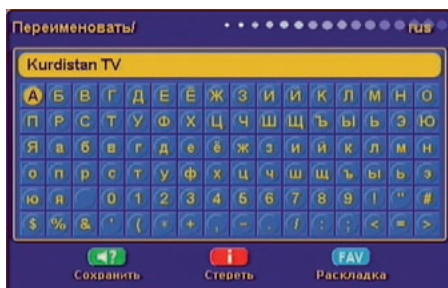 Переименовать/ rus
Kurdistan TV
А Б В Г Д Е Ё Ж З И Й К Л М Н О
П Р С Т У Ф Х Ц Ч Ш Щ Ъ Ы Ь Э Ю
Я а б в г д е ё ж з и й к л м н
о п р с т у ф х ц ч ш щ ъ ы ь э
ю я 0 1 2 3 4 5 6 7 8 9 ! " #
$ % & ' ( * + , - . / : ; < = >
? i FAV
Сохранить Стереть Раскладка